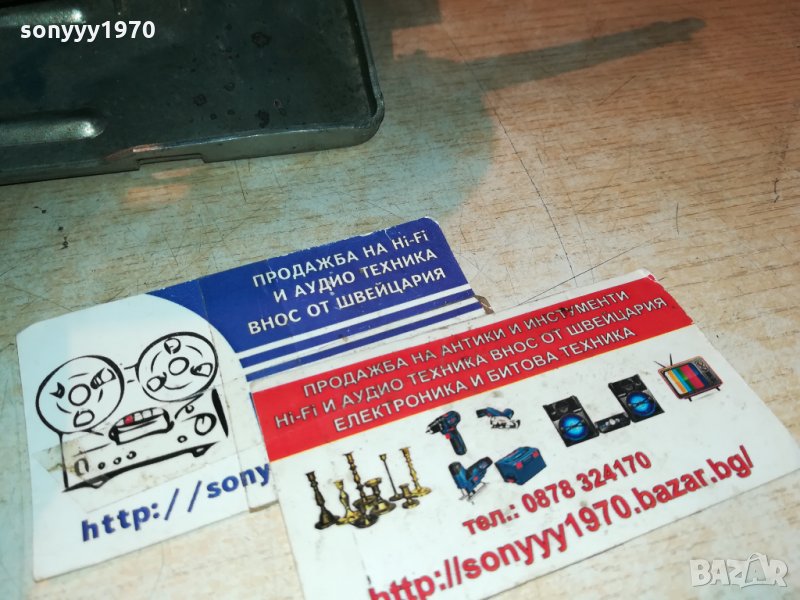 sonyyy1970
ПРОДАЖБА НА Hi-Fi
И АУДИО ТЕХНИКА
ВНОС ОТ ШВЕЙЦАРИЯ
http://sony
ПРОДАЖБА НА АНТИКИ И ИНСТУМЕНТИ
Hi-Fi И АУДИО ТЕХНИКА ВНОС ОТ ШВЕЙЦАРИЯ
ЕЛЕКТРОНИКА И БИТОВА ТЕХНИКА
тел.: 0878 324170
http://sonyyy1970.bazar.bg/
BAZAR
bg